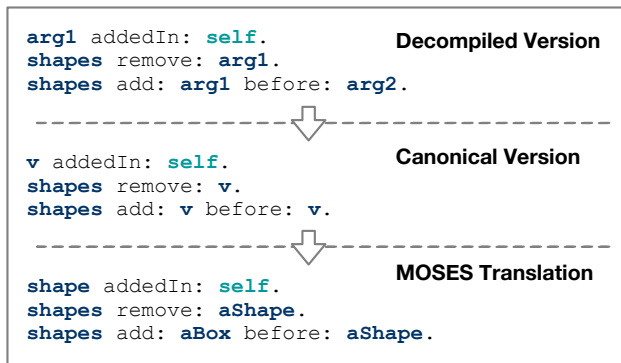 arg1 addedIn: self.
Decompiled Version
shapes remove: arg1.
shapes add: arg1 before: arg2.
v addedIn: self.
Canonical Version
shapes remove: v.
shapes add: v before: v.
MOSES Translation
shape addedIn: self.
shapes remove: aShape.
shapes add: aBox before: aShape.